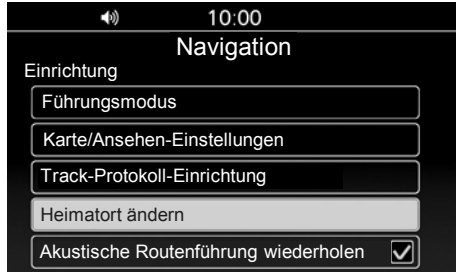 10:00
Navigation
Einrichtung
Führungsmodus
Karte/Ansehen-Einstellungen
Track-Protokoll-Einrichtung
Heimatort ändern
Akustische Routenführung wiederholen